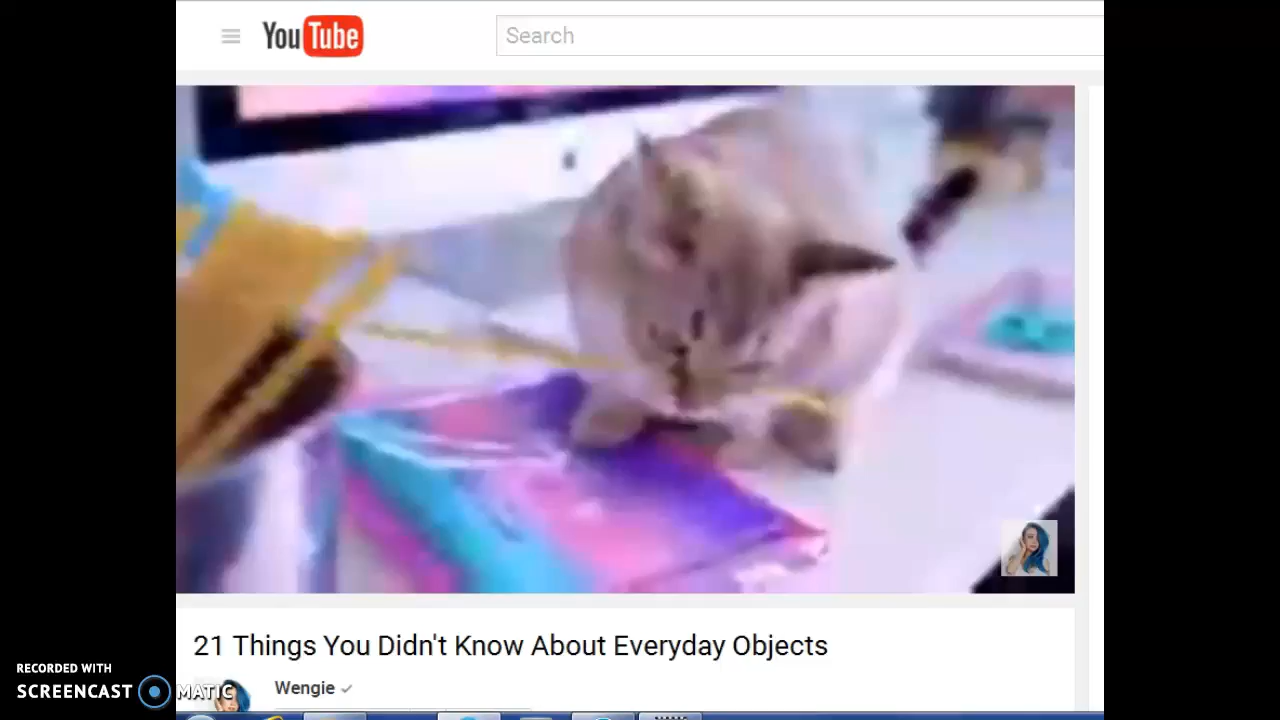 YouTube
Search
21 Things You Didn't Know About Everyday Objects
Wengie
RECORDED WITH
SCREENCAST MATIC